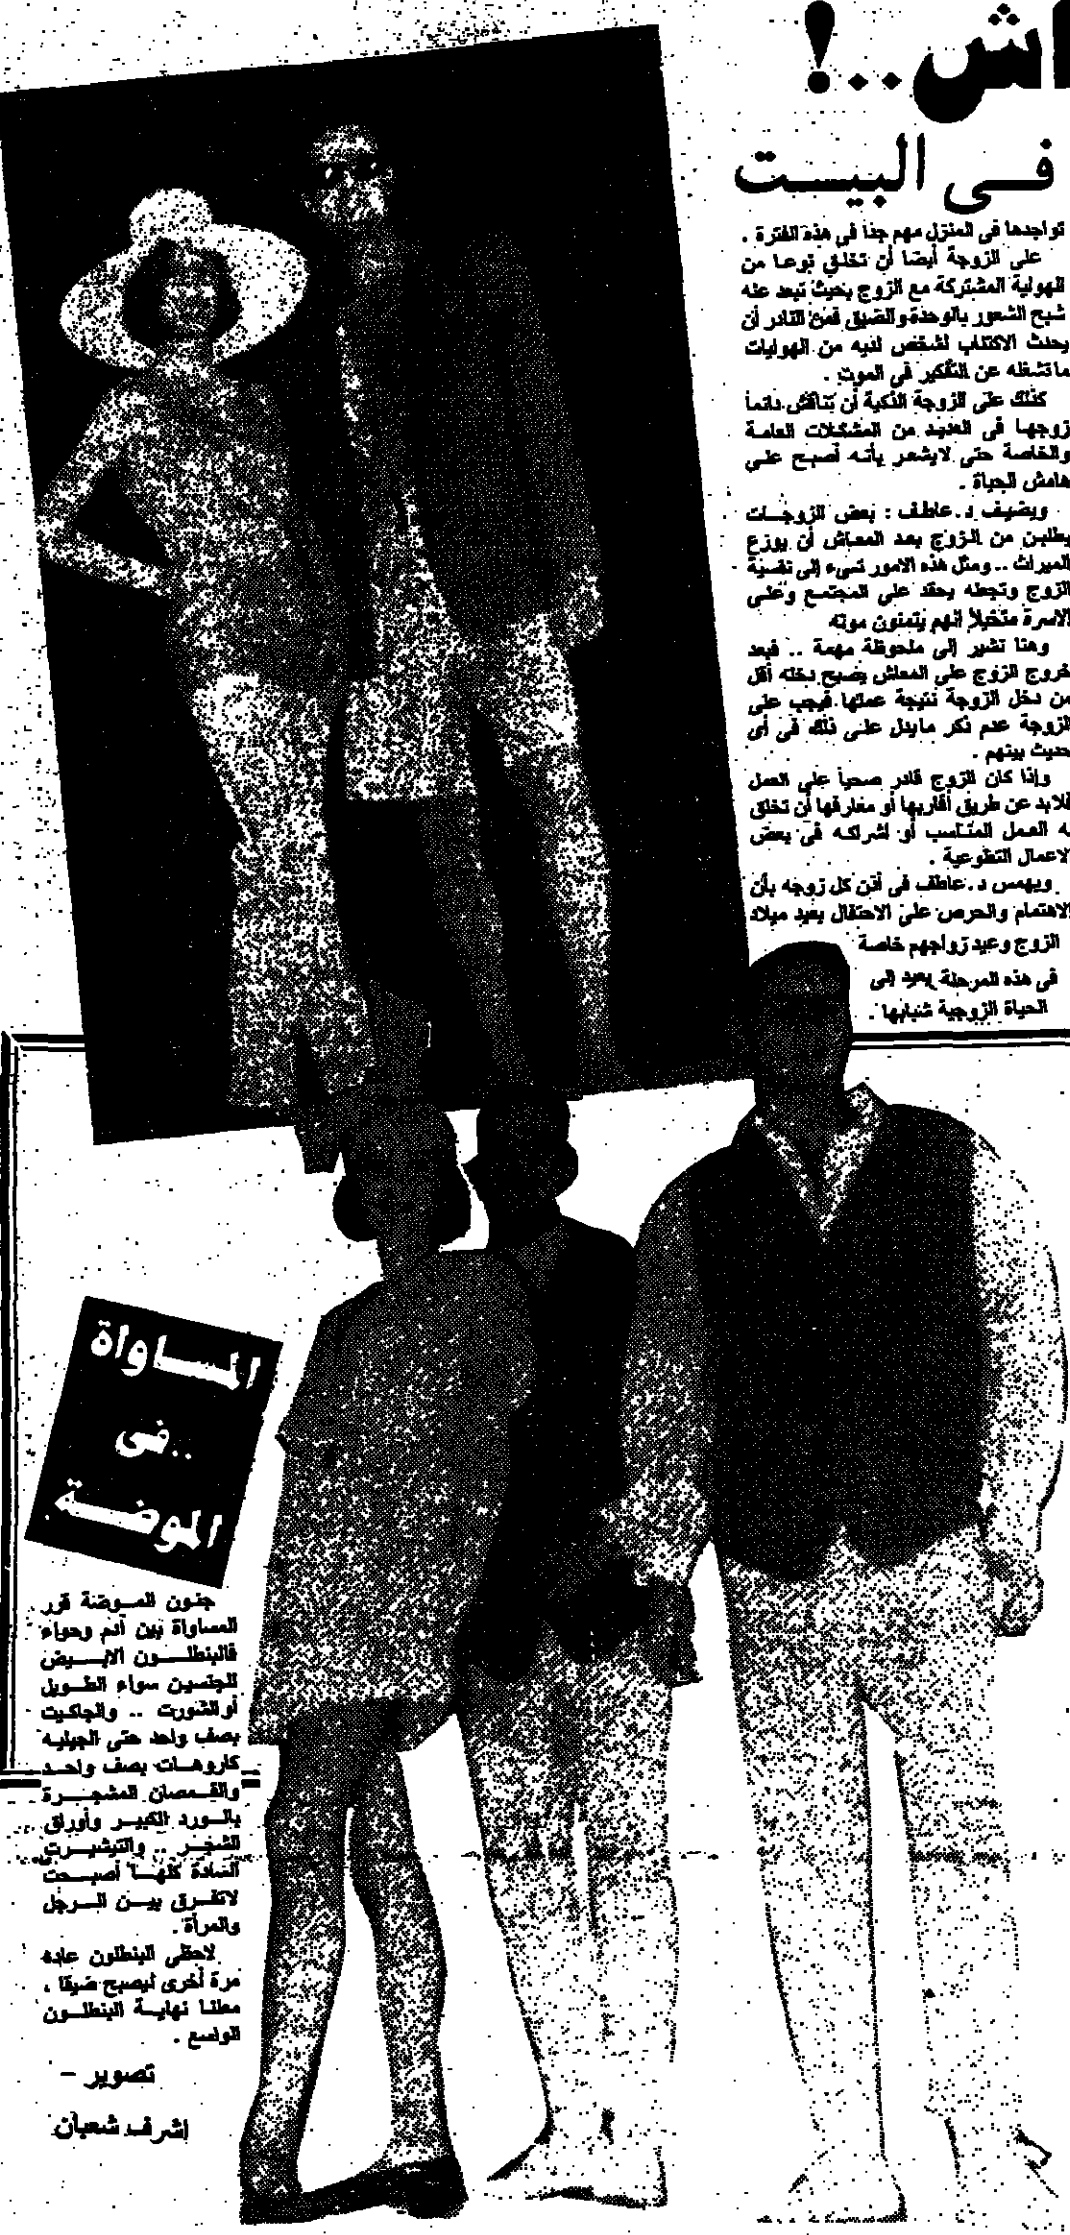 اش..!
فى البيت
تواجدها فى المنزل مهم جدا فى هذه الفترة .
على الزوجة أيضا أن تخلق نوعا من
الهواية المشتركة مع الزوج بحيث تبعد عنه
شبح الشعور بالوحدة والضيق فمن النادر أن
يحدث الاكتئاب لشخص لديه من الهوايات
ماتشغله عن التفكير فى الموت .
كذلك على الزوجة الذكية أن تناقش دائما
زوجها فى العديد من المشكلات العامة
والخاصة حتى لايشعر بأنه أصبح على
هامش الحياة .
ويضيف د.عاطف : بعض الزوجات
يطلبن من الزوج بعد المعاش أن يوزع
الميراث .. ومثل هذه الامور تسىء إلى نفسية
الزوج وتجعله يحقد على المجتمع وعلى
الاسرة متخيلا انهم يتمنون موته
وهنا تشير إلى ملحوظة مهمة .. فبعد
خروج الزوج على المعاش يصبح دخله أقل
من دخل الزوجة نتيجة عملها فيجب على
الزوجة عدم ذكر مايدل على ذلك فى أى
حديث بينهم .
وإذا كان الزوج قادر صحيا على العمل
فلابد عن طريق أقاربها أو معارفها أن تخلق
له العمل المناسب أو اشراكه فى بعض
الاعمال التطوعية .
ويهمس د.عاطف فى أذن كل زوجه بأن
الاهتمام والحرص على الاحتفال بعيد ميلاد
الزوج وعيد زواجهم خاصة
فى هذه المرحلة يعيد إلى
الحياة الزوجية شبابها .
المساواة
..فى
الموضة
جنون الموضة قرر
المساواة بين آدم وحواء
فالبنطلون الابيض
للجنسين سواء الطويل
أو الشورت .. والجاكيت
بصف واحد حتى الجيليه
كاروهات بصف واحد
والقمصان المشجرة
بالورد الكبير وأوراق
الشجر .. والتيشيرت
السادة كلها أصبحت
لاتفرق بين الرجل
والمرأة .
لاحظى البنطلون عاده
مرة أخرى ليصبح ضيقا ،
معلنا نهاية البنطلون
الواسع .
تصوير –
اشرف شعبان